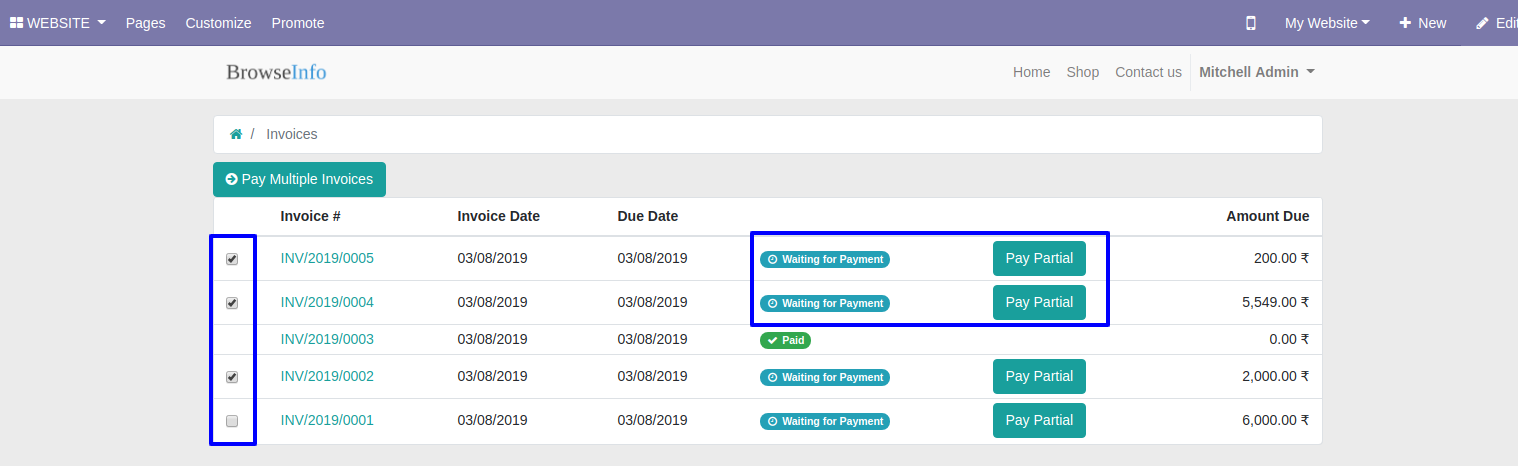 WEBSITE Pages Customize Promote My Website New Edit
BrowseInfo Home Shop Contact us Mitchell Admin
/ Invoices
Pay Multiple Invoices
Invoice # Invoice Date Due Date Amount Due
INV/2019/0005 03/08/2019 03/08/2019 Waiting for Payment Pay Partial 200.00 ₹
INV/2019/0004 03/08/2019 03/08/2019 Waiting for Payment Pay Partial 5,549.00 ₹
INV/2019/0003 03/08/2019 03/08/2019 Paid 0.00 ₹
INV/2019/0002 03/08/2019 03/08/2019 Waiting for Payment Pay Partial 2,000.00 ₹
INV/2019/0001 03/08/2019 03/08/2019 Waiting for Payment Pay Partial 6,000.00 ₹